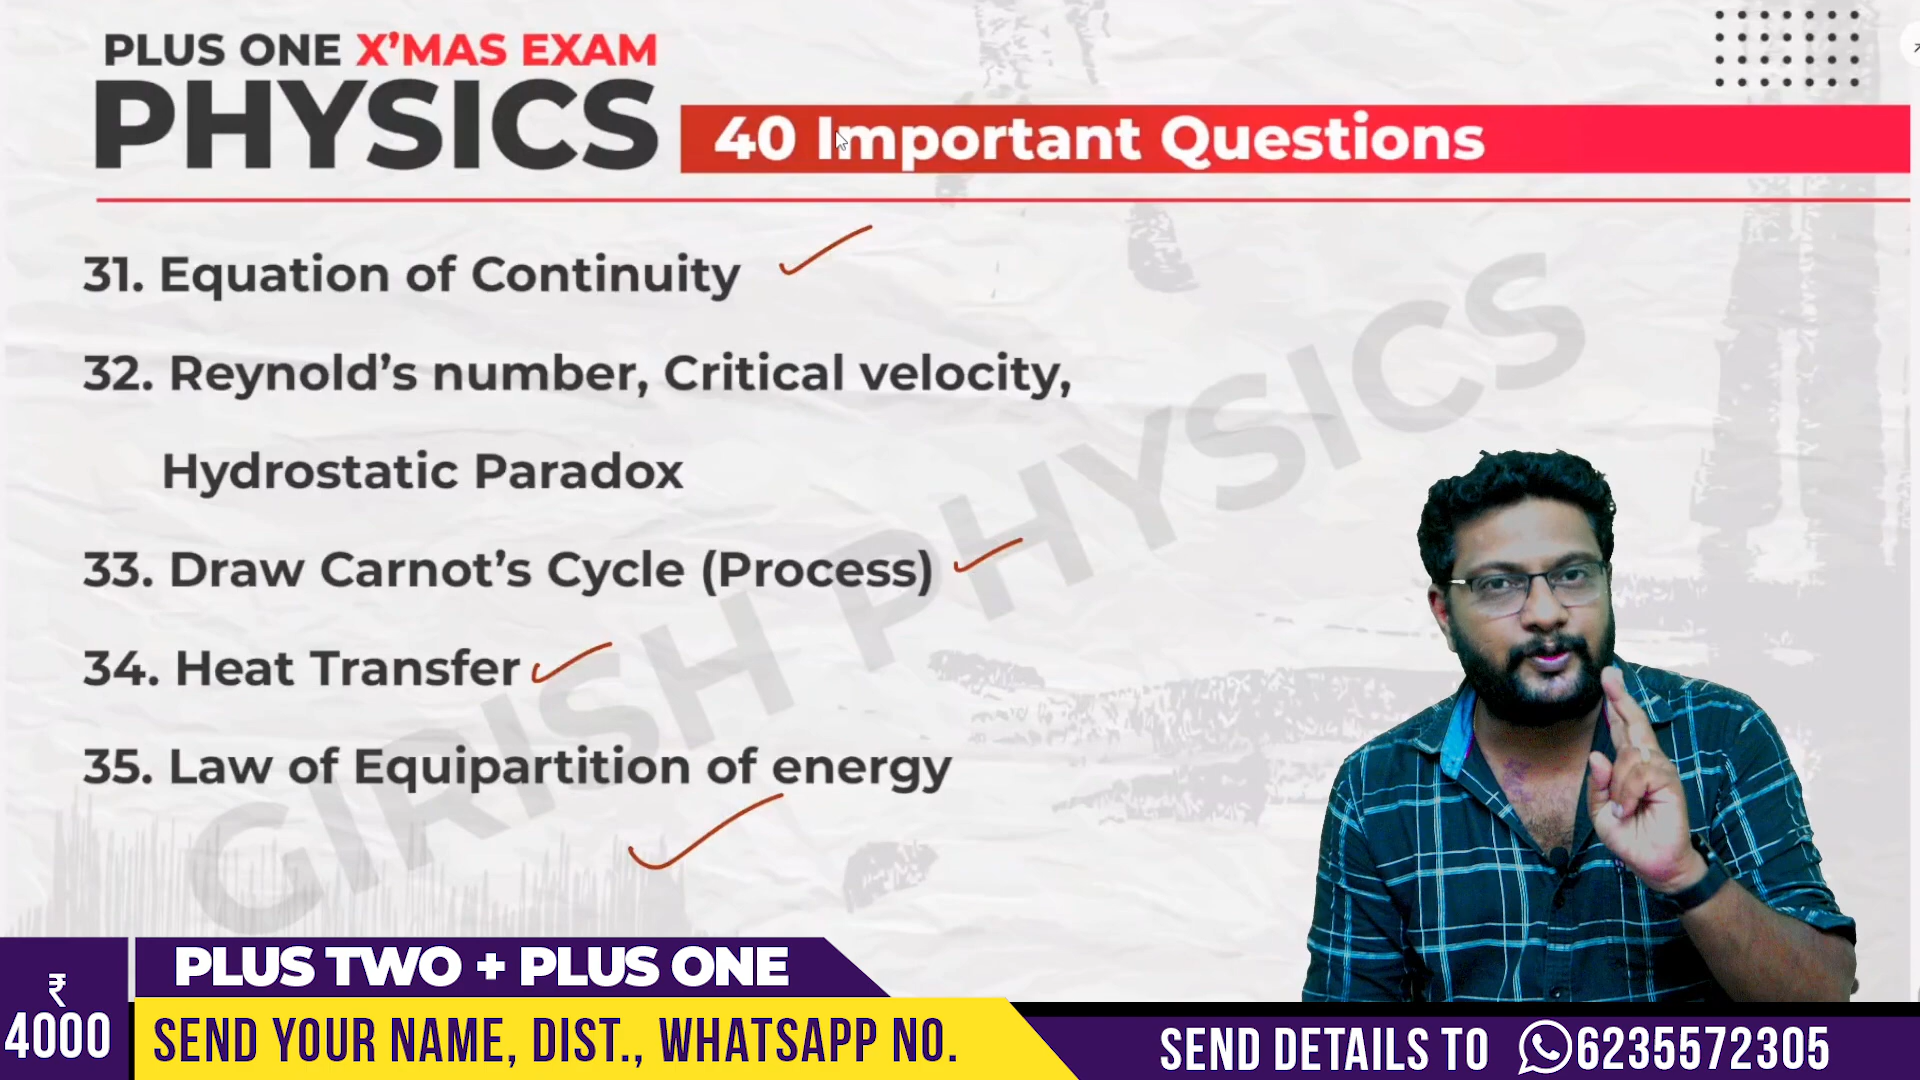 PLUS ONE X'MAS EXAM
PHYSICS
40 Important Questions
31. Equation of Continuity
32. Reynold's number, Critical velocity,
Hydrostatic Paradox
33. Draw Carnot's Cycle (Process)
34. Heat Transfer
35. Law of Equipartition of energy
GIRISH PHYSICS
₹
4000
PLUS TWO + PLUS ONE
SEND YOUR NAME, DIST., WHATSAPP NO.
SEND DETAILS TO 6235572305